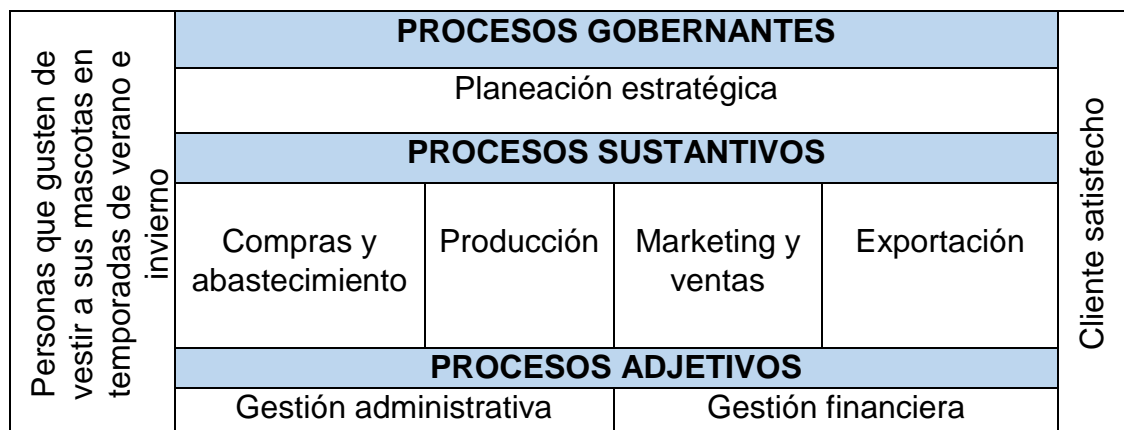 Personas que gusten de
vestir a sus mascotas en
temporadas de verano e
invierno
PROCESOS GOBERNANTES
Planeación estratégica
PROCESOS SUSTANTIVOS
Compras y
abastecimiento
Producción
Marketing y
ventas
Exportación
PROCESOS ADJETIVOS
Gestión administrativa
Gestión financiera
Cliente satisfecho